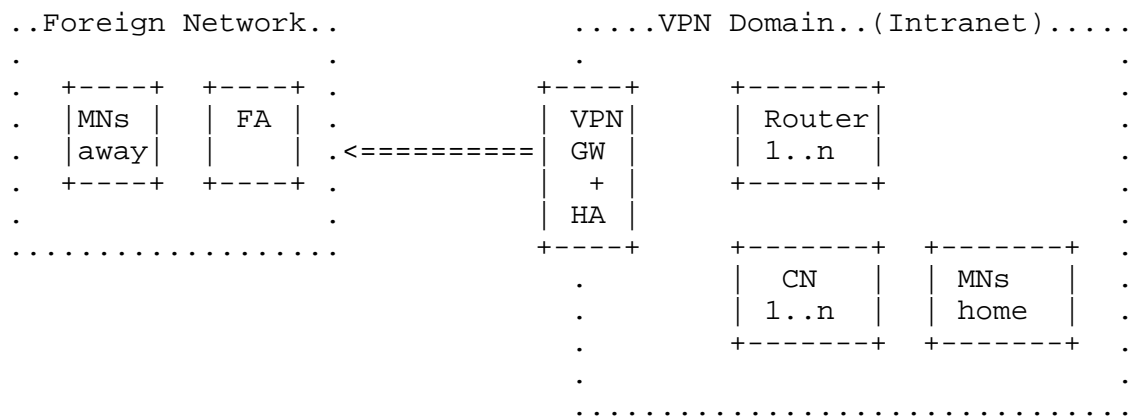 ..Foreign Network..             .....VPN Domain..(Intranet).....
.                 .             .                              .
.  +----+  +----+ .           +----+     +-------+             .
.  |MNs |  | FA | .           | VPN|     | Router|             .
.  |away|  |    | .<==========| GW |     | 1..n  |             .
.  +----+  +----+ .           |  + |     +-------+             .
.                 .           | HA |                           .
...................           +----+     +-------+  +-------+  .
                                .        |  CN   |  | MNs   |  .
                                .        | 1..n  |  | home  |  .
                                .        +-------+  +-------+  .
                                .                              .
                                ................................